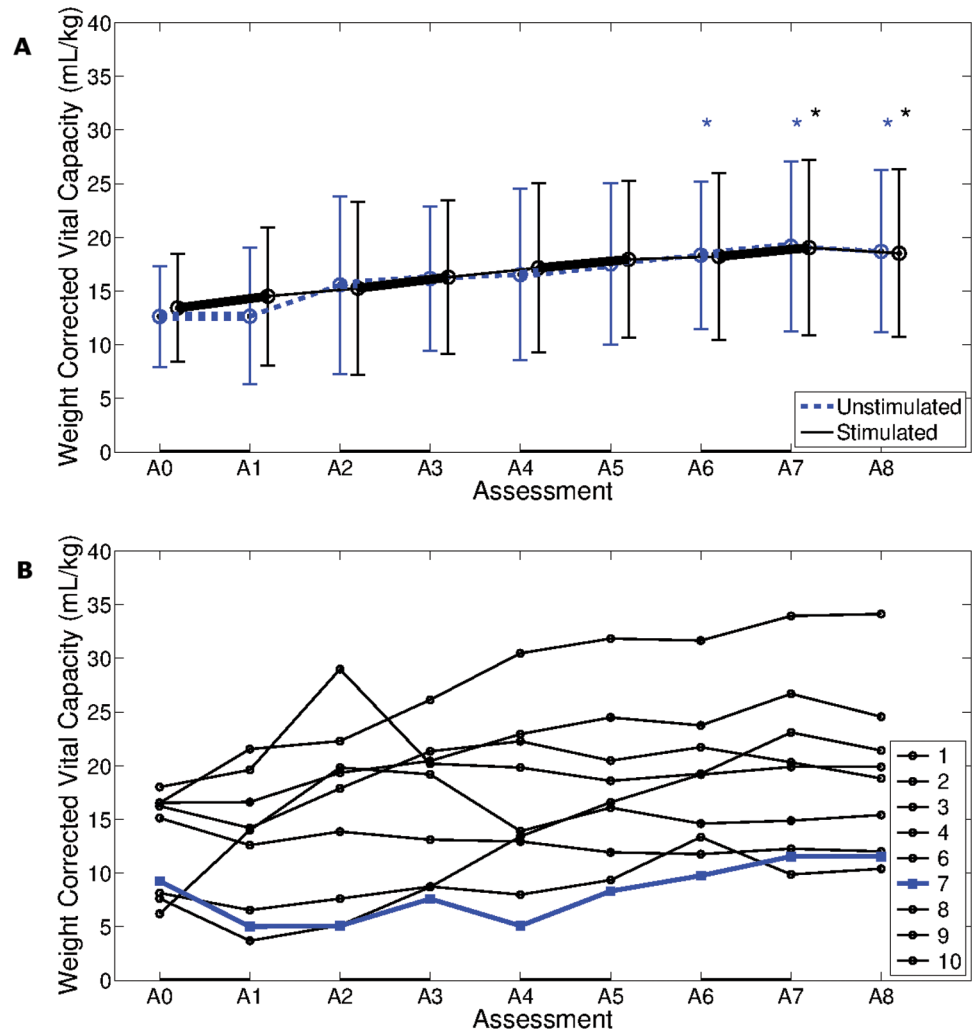 A
Weight Corrected Vital Capacity (mL/kg)
40
35
30
25
20
15
10
5
0
* * * * *
Unstimulated
Stimulated
A0 A1 A2 A3 A4 A5 A6 A7 A8
Assessment
B
Weight Corrected Vital Capacity (mL/kg)
40
35
30
25
20
15
10
5
0
1
2
3
4
6
7
8
9
10
A0 A1 A2 A3 A4 A5 A6 A7 A8
Assessment